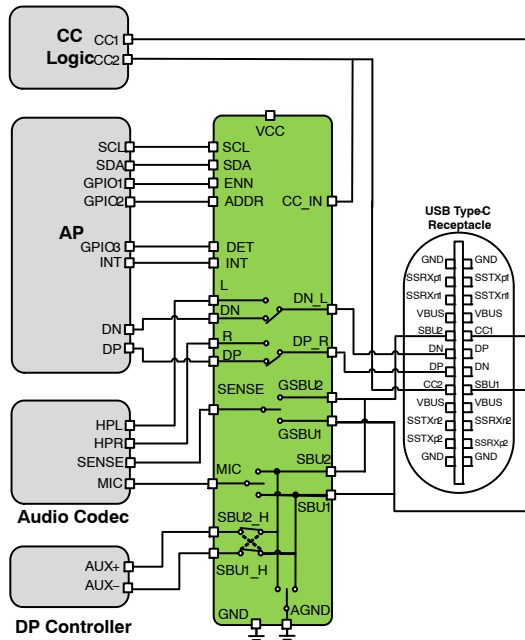 CC
Logic
CC1
CC2
VCC
AP
SCL
SDA
GPIO1
GPIO2
GPIO3
INT
DN
DP
SCL
SDA
ENN
ADDR
CC_IN
DET
INT
L
DN
DN_L
R
DP
DP_R
SENSE
GSBU2
GSBU1
MIC
SBU2
SBU1
SBU2_H
SBU1_H
GND
AGND
HPL
HPR
SENSE
MIC
Audio Codec
AUX+
AUX−
DP Controller
USB Type-C
Receptacle
GND GND
SSRXp1 SSTXp1
SSRXn1 SSTXn1
VBUS VBUS
SBU2 CC1
DN DP
DP DN
CC2 SBU1
VBUS VBUS
SSTXn2 SSRXn2
SSTXp2 SSRXp2
GND GND